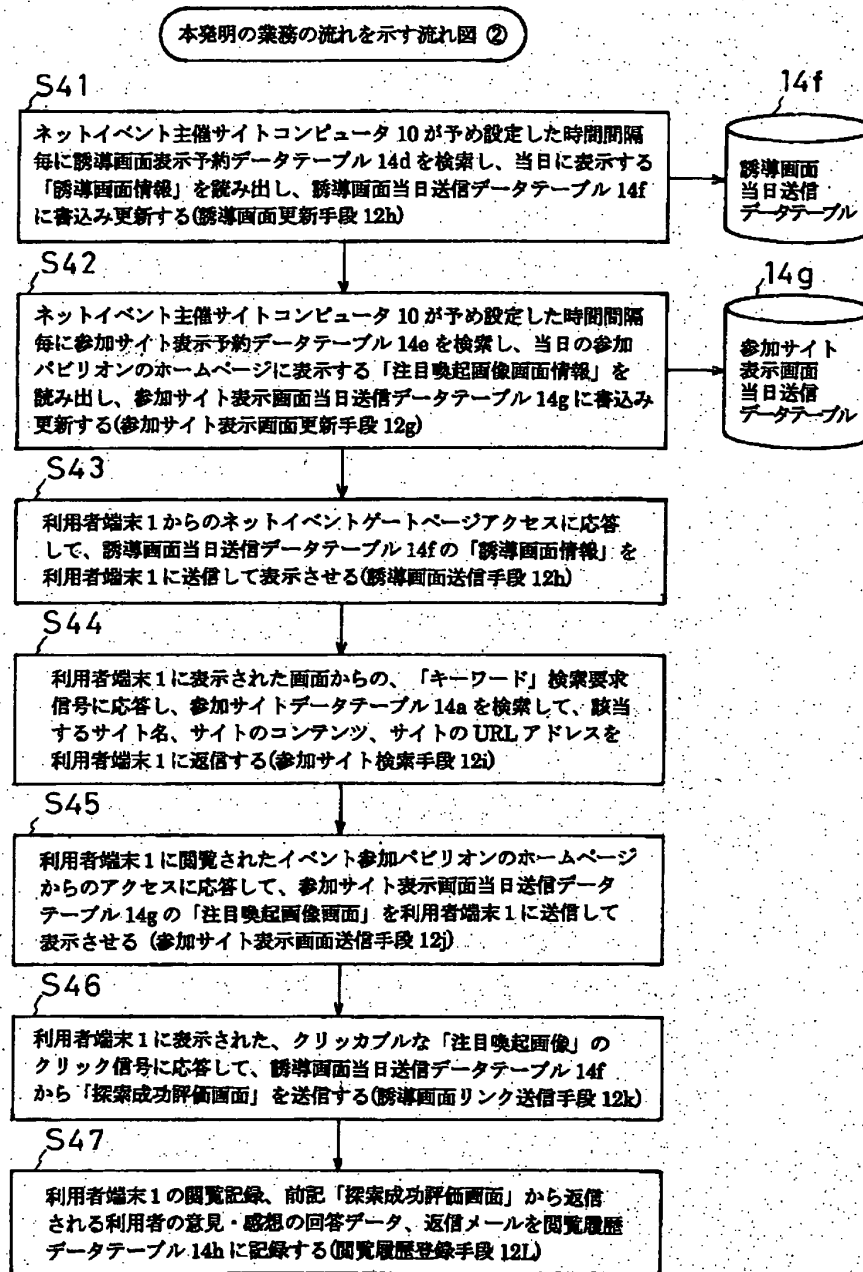 本発明の業務の流れを示す流れ図 ②
S41
ネットイベント主催サイトコンピュータ 10 が予め設定した時間間隔
毎に誘導画面表示予約データテーブル 14d を検索し、当日に表示する
「誘導画面情報」を読み出し、誘導画面当日送信データテーブル 14f
に書込み更新する(誘導画面更新手段 12h)
14f
誘導画面
当日送信
データテーブル
S42
ネットイベント主催サイトコンピュータ 10 が予め設定した時間間隔
毎に参加サイト表示予約データテーブル 14e を検索し、当日の参加
パビリオンのホームページに表示する「注目喚起画像画面情報」を
読み出し、参加サイト表示画面当日送信データテーブル 14g に書込み
更新する(参加サイト表示画面更新手段 12g)
14g
参加サイト
表示画面
当日送信
データテーブル
S43
利用者端末 1 からのネットイベントゲートページアクセスに応答
して、誘導画面当日送信データテーブル 14f の「誘導画面情報」を
利用者端末 1 に送信して表示させる(誘導画面送信手段 12h)
S44
利用者端末 1 に表示された画面からの、「キーワード」検索要求
信号に応答し、参加サイトデータテーブル 14a を検索して、該当
するサイト名、サイトのコンテンツ、サイトの URL アドレスを
利用者端末 1 に返信する(参加サイト検索手段 12i)
S45
利用者端末 1 に閲覧されたイベント参加パビリオンのホームページ
からのアクセスに応答して、参加サイト表示画面当日送信データ
テーブル 14g の「注目喚起画像画面」を利用者端末 1 に送信して
表示させる (参加サイト表示画面送信手段 12j)
S46
利用者端末 1 に表示された、クリッカブルな「注目喚起画像」の
クリック信号に応答して、誘導画面当日送信データテーブル 14f
から「探索成功評価画面」を送信する(誘導画面リンク送信手段 12k)
S47
利用者端末 1 の閲覧記録、前記「探索成功評価画面」から返信
される利用者の意見・感想の回答データ、返信メールを閲覧履歴
データテーブル 14h に記録する(閲覧履歴登録手段 12L)